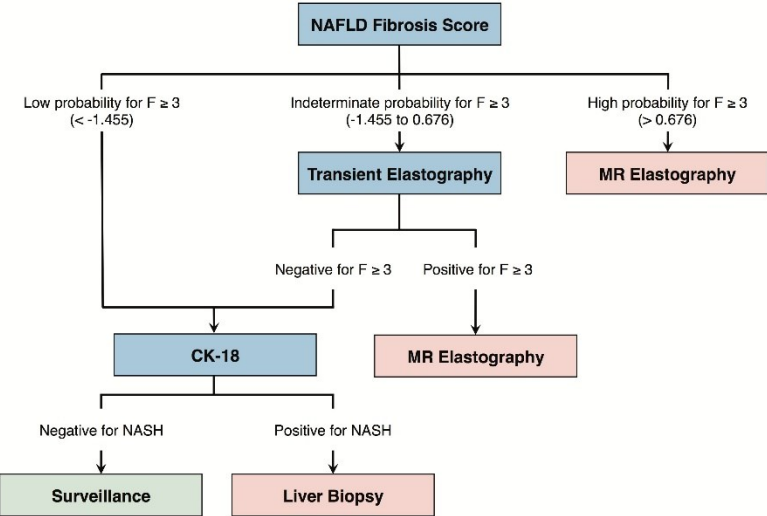 NAFLD Fibrosis Score
Low probability for F ≥ 3
(< -1.455)
Indeterminate probability for F ≥ 3
(-1.455 to 0.676)
High probability for F ≥ 3
(> 0.676)
Transient Elastography
MR Elastography
Negative for F ≥ 3
Positive for F ≥ 3
CK-18
MR Elastography
Negative for NASH
Positive for NASH
Surveillance
Liver Biopsy